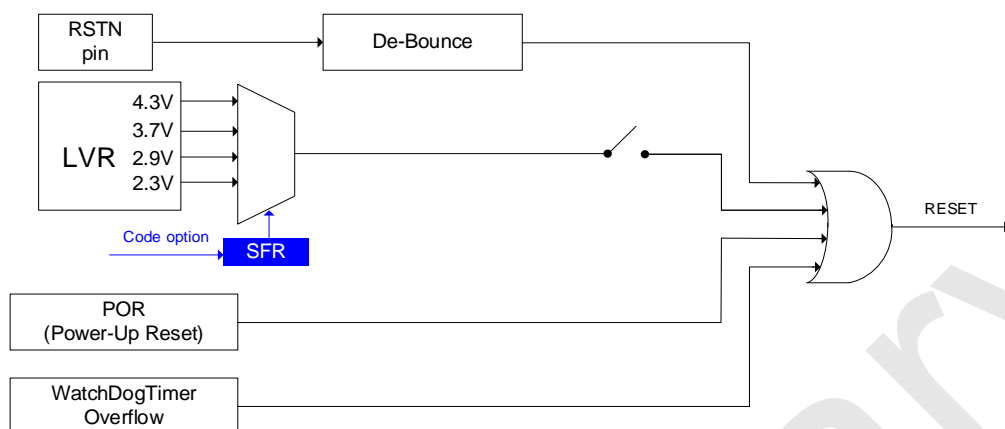 RSTN
pin
De-Bounce
4.3V
3.7V
LVR
2.9V
2.3V
Code option
SFR
RESET
POR
(Power-Up Reset)
WatchDogTimer
Overflow